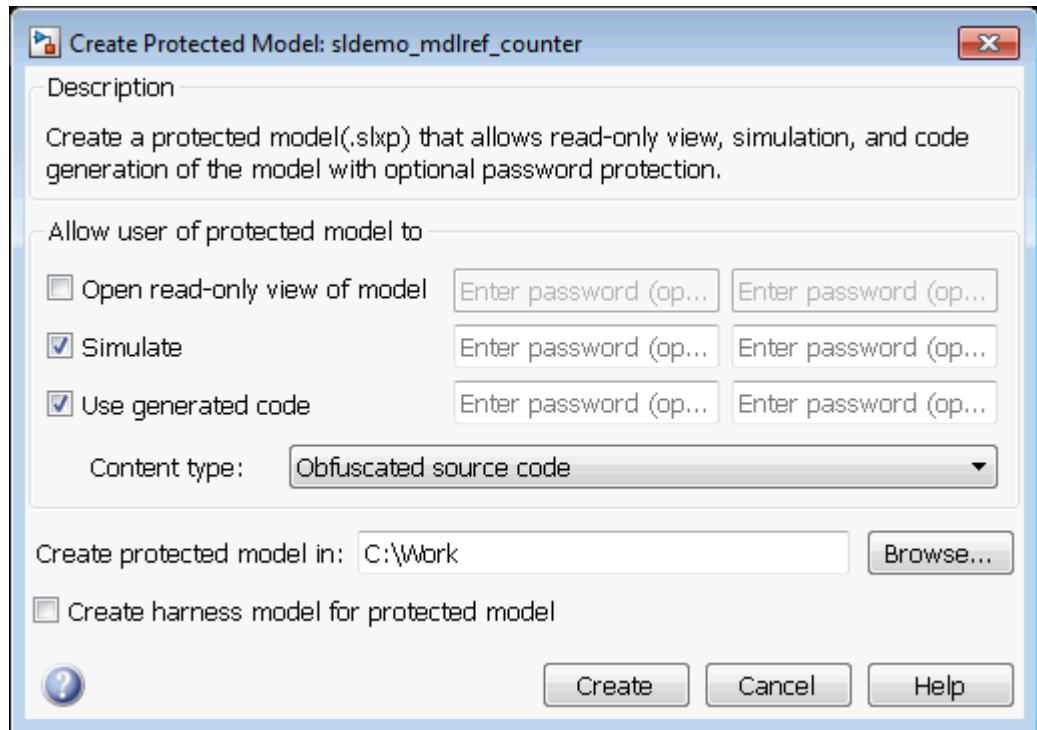 Create Protected Model: sldemo_mdlref_counter
Description
Create a protected model(.slxp) that allows read-only view, simulation, and code
generation of the model with optional password protection.
Allow user of protected model to
Open read-only view of model Enter password (op... Enter password (op...
Simulate Enter password (op... Enter password (op...
Use generated code Enter password (op... Enter password (op...
Content type: Obfuscated source code
Create protected model in: C:\Work Browse...
Create harness model for protected model
? Create Cancel Help